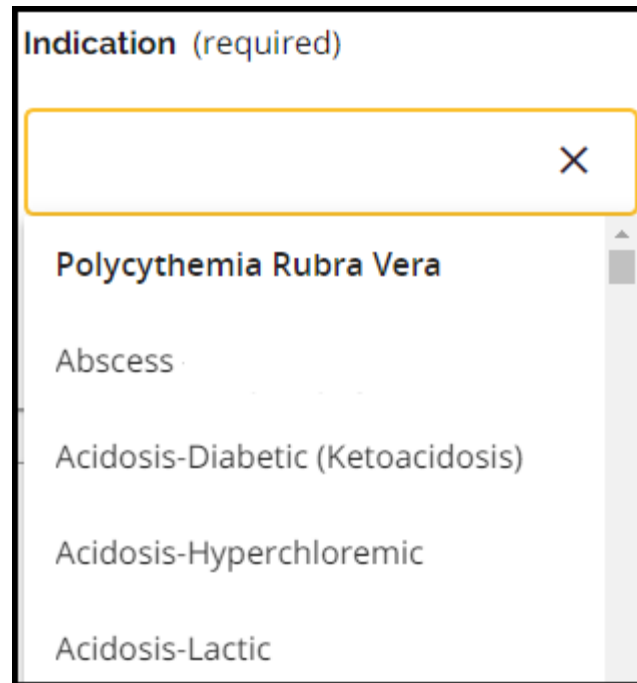 Indication (required)
Polycythemia Rubra Vera
Abscess
Acidosis-Diabetic (Ketoacidosis)
Acidosis-Hyperchloremic
Acidosis-Lactic